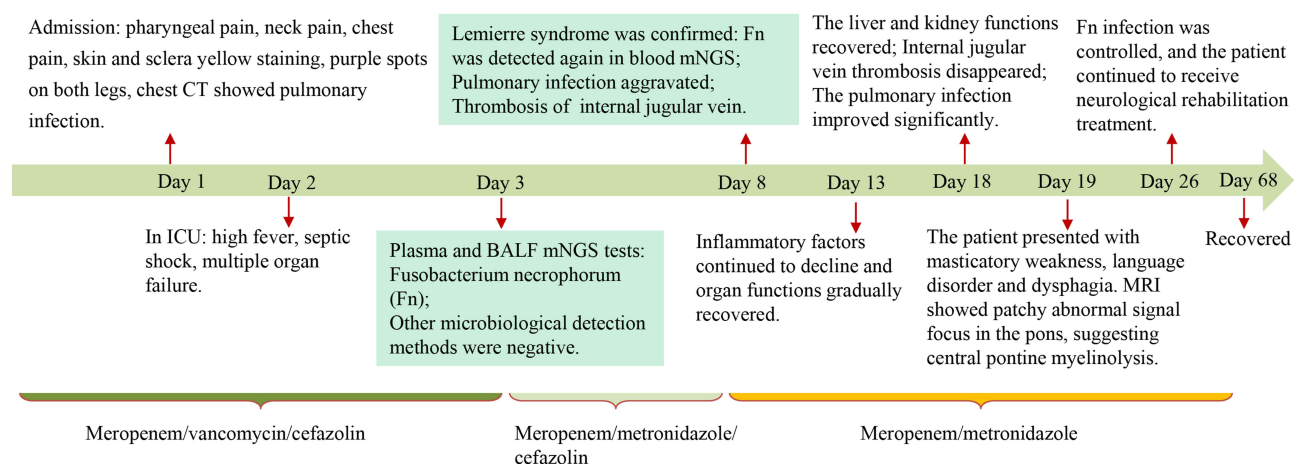 Admission: pharyngeal pain, neck pain, chest
pain, skin and sclera yellow staining, purple spots
on both legs, chest CT showed pulmonary
infection.
Lemierre syndrome was confirmed: Fn
was detected again in blood mNGS;
Pulmonary infection aggravated;
Thrombosis of internal jugular vein.
The liver and kidney functions
recovered; Internal jugular
vein thrombosis disappeared;
The pulmonary infection
improved significantly.
Fn infection was
controlled, and the patient
continued to receive
neurological rehabilitation
treatment.
Day 1
Day 2
Day 3
Day 8
Day 13
Day 18
Day 19
Day 26
Day 68
In ICU: high fever, septic
shock, multiple organ
failure.
Plasma and BALF mNGS tests:
Fusobacterium necrophorum
(Fn);
Other microbiological detection
methods were negative.
Inflammatory factors
continued to decline and
organ functions gradually
recovered.
The patient presented with
masticatory weakness, language
disorder and dysphagia. MRI
showed patchy abnormal signal
focus in the pons, suggesting
central pontine myelinolysis.
Recovered
Meropenem/vancomycin/cefazolin
Meropenem/metronidazole/
cefazolin
Meropenem/metronidazole